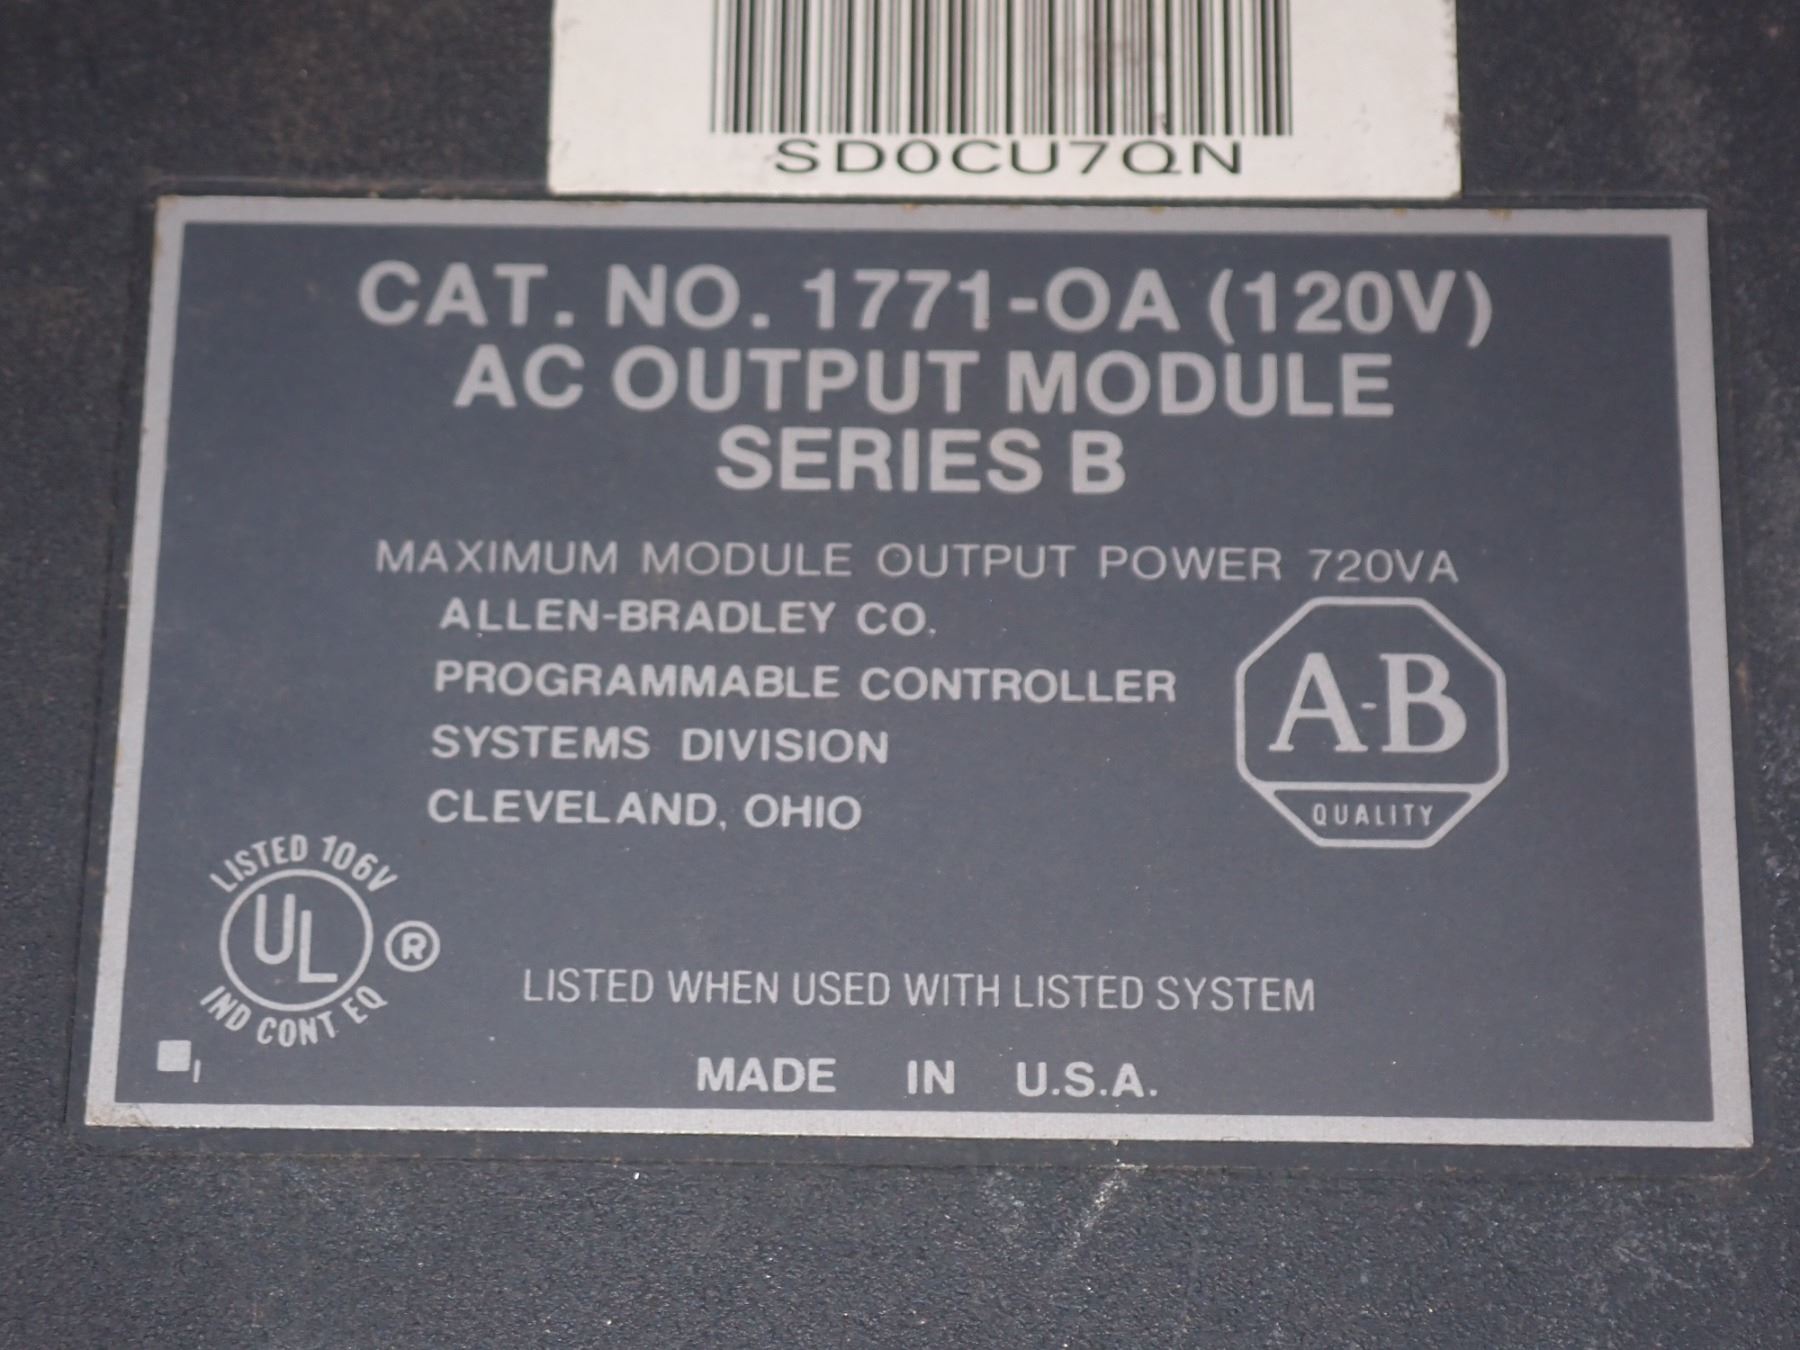 SD0CU7QN
CAT. NO. 1771-OA (120V)
AC OUTPUT MODULE
SERIES B
MAXIMUM MODULE OUTPUT POWER 720VA
ALLEN-BRADLEY CO.
PROGRAMMABLE CONTROLLER
SYSTEMS DIVISION
CLEVELAND, OHIO
A-B
QUALITY
LISTED 106V
UL ®
IND CONT EQ
LISTED WHEN USED WITH LISTED SYSTEM
MADE IN U.S.A.